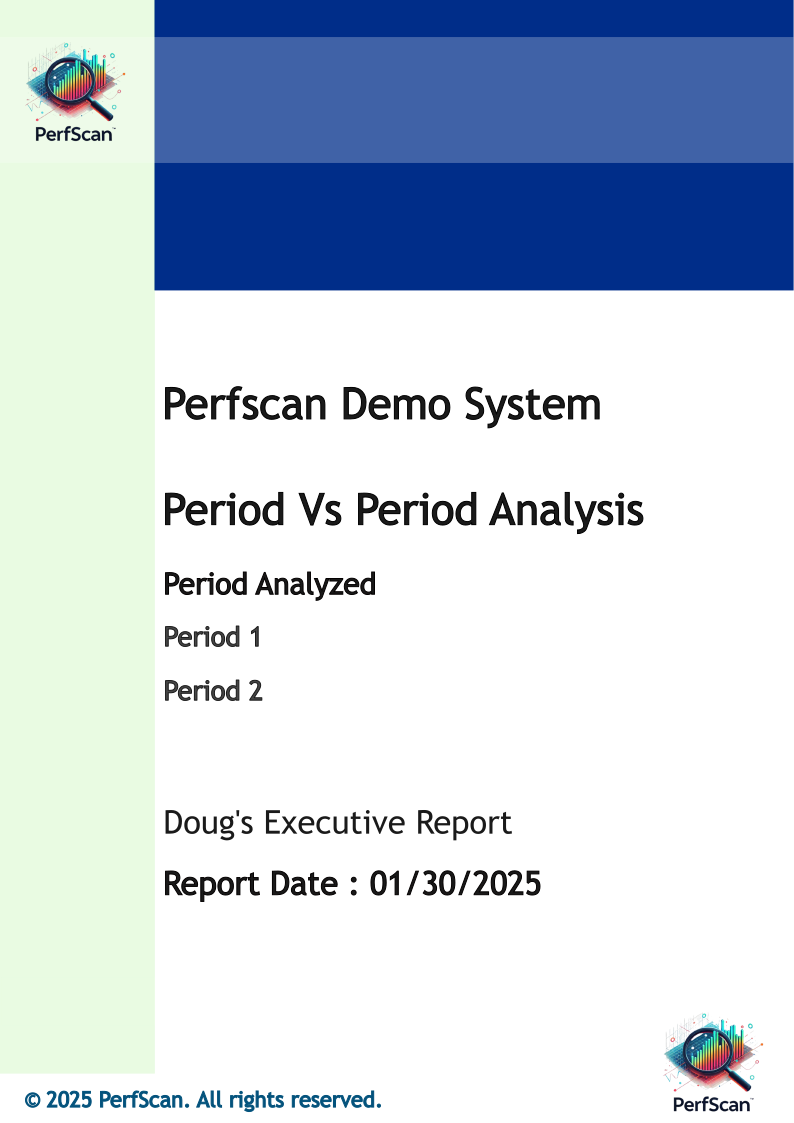 PerfScan™
Perfscan Demo System
Period Vs Period Analysis
Period Analyzed
Period 1
Period 2
Doug's Executive Report
Report Date : 01/30/2025
© 2025 PerfScan. All rights reserved.
PerfScan™